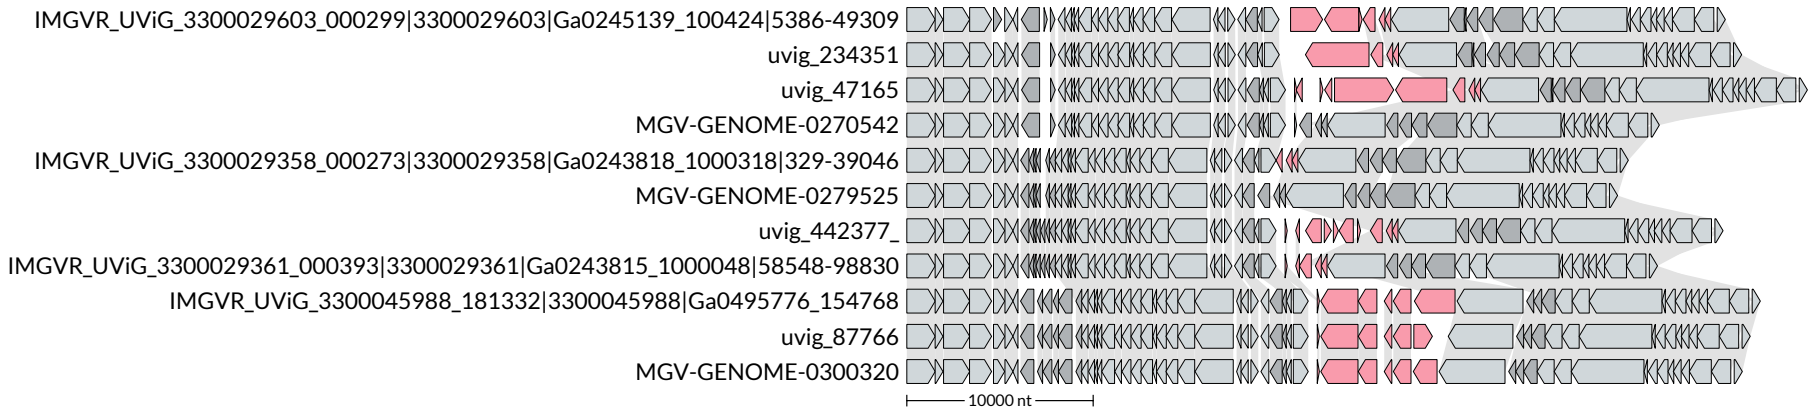 IMGVR_UViG_3300029603_000299|3300029603|Ga0245139_100424|5386-49309
uvig_234351
uvig_47165
MGV-GENOME-0270542
IMGVR_UViG_3300029358_000273|3300029358|Ga0243818_1000318|329-39046
MGV-GENOME-0279525
uvig_442377_
IMGVR_UViG_3300029361_000393|3300029361|Ga0243815_1000048|58548-98830
IMGVR_UViG_3300045988_181332|3300045988|Ga0495776_154768
uvig_87766
MGV-GENOME-0300320
10000 nt